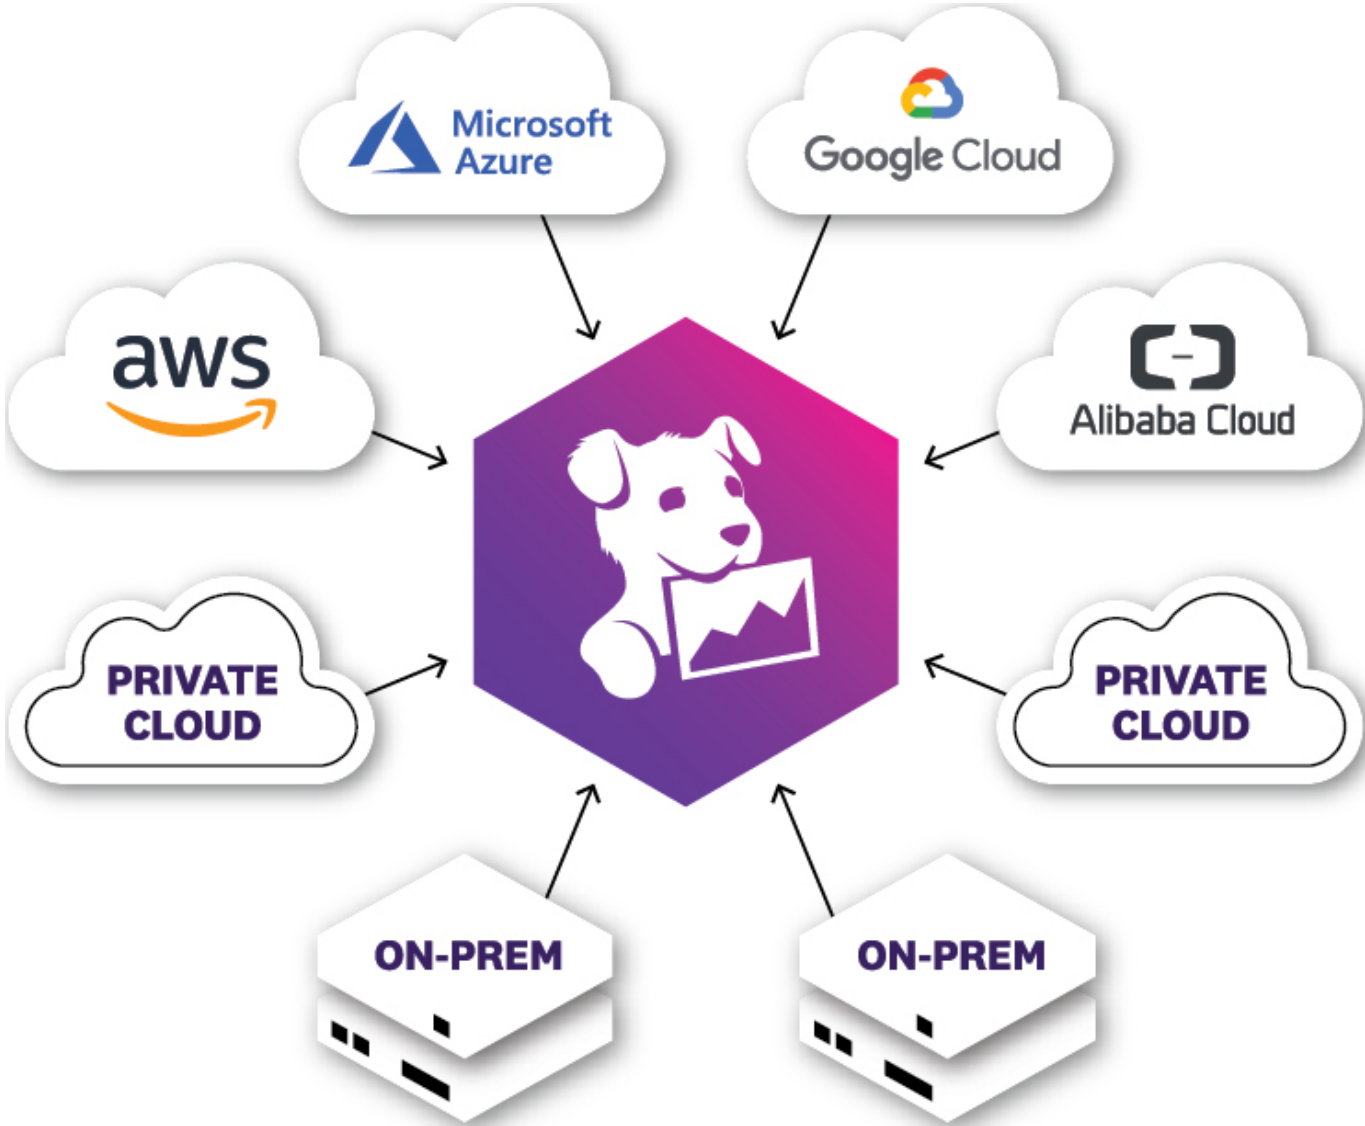 Microsoft
Azure
Google Cloud
aws
Alibaba Cloud
PRIVATE
CLOUD
PRIVATE
CLOUD
ON-PREM
ON-PREM